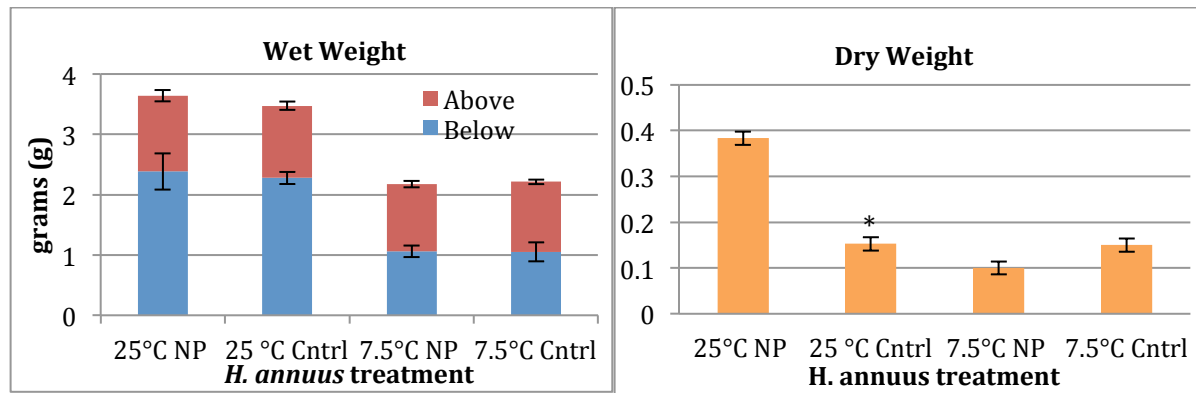 Wet Weight
4
3
2
1
0
grams (g)
Above
Below
25°C NP
25 °C Cntrl
7.5°C NP
7.5°C Cntrl
H. annuus treatment
Dry Weight
0.5
0.4
0.3
0.2
0.1
0
*
25°C NP
25 °C Cntrl
7.5°C NP
7.5°C Cntrl
H. annuus treatment